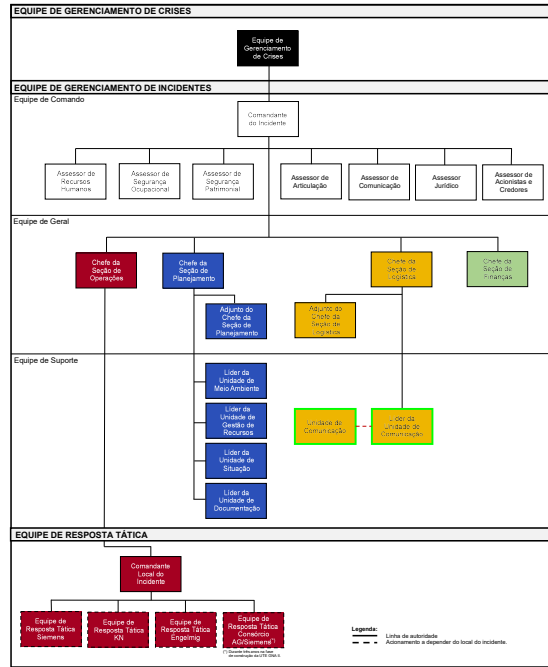 EQUIPE DE GERENCIAMENTO DE CRISES
Equipe de
Gerenciamento
de Crises
EQUIPE DE GERENCIAMENTO DE INCIDENTES
Equipe de Comando
Comandante
do Incidente
Assessor de
Recursos
Humanos
Assessor de
Segurança
Ocupacional
Assessor de
Segurança
Patrimonial
Assessor de
Articulação
Assessor de
Comunicação
Assessor
Jurídico
Assessor de
Acionistas e
Credores
Equipe de Geral
Chefe da
Seção de
Operações
Chefe da
Seção de
Planejamento
Chefe da
Seção de
Logística
Chefe da
Seção de
Finanças
Adjunto do
Chefe da
Seção de
Planejamento
Adjunto do
Chefe da
Seção de
Logística
Equipe de Suporte
Líder da
Unidade de
Meio Ambiente
Líder da
Unidade de
Gestão de
Recursos
Unidade de
Comunicação
Líder da
Unidade de
Comunicação
Líder da
Unidade de
Situação
Líder da
Unidade de
Documentação
EQUIPE DE RESPOSTA TÁTICA
Comandante
Local do
Incidente
Equipe de
Resposta Tática
Siemens
Equipe de
Resposta Tática
KN
Equipe de
Resposta Tática
Engelmig
Equipe de
Resposta Tática
Consórcio
AG/Siemens(*)
Legenda:
Linha de autoridade
Acionamento a depender do local do incidente.